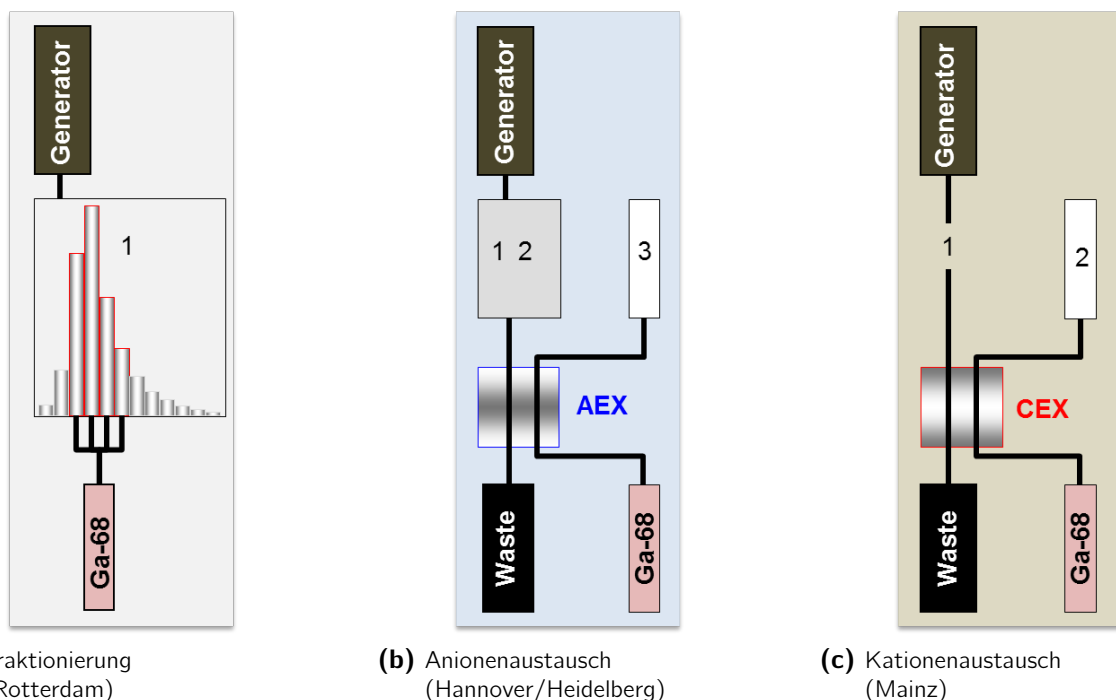 Generator
1
Ga-68
raktionierung
Rotterdam)
Generator
1 2
3
AEX
Waste
Ga-68
(b) Anionenaustausch
(Hannover/Heidelberg)
Generator
1
2
CEX
Waste
Ga-68
(c) Kationenaustausch
(Mainz)